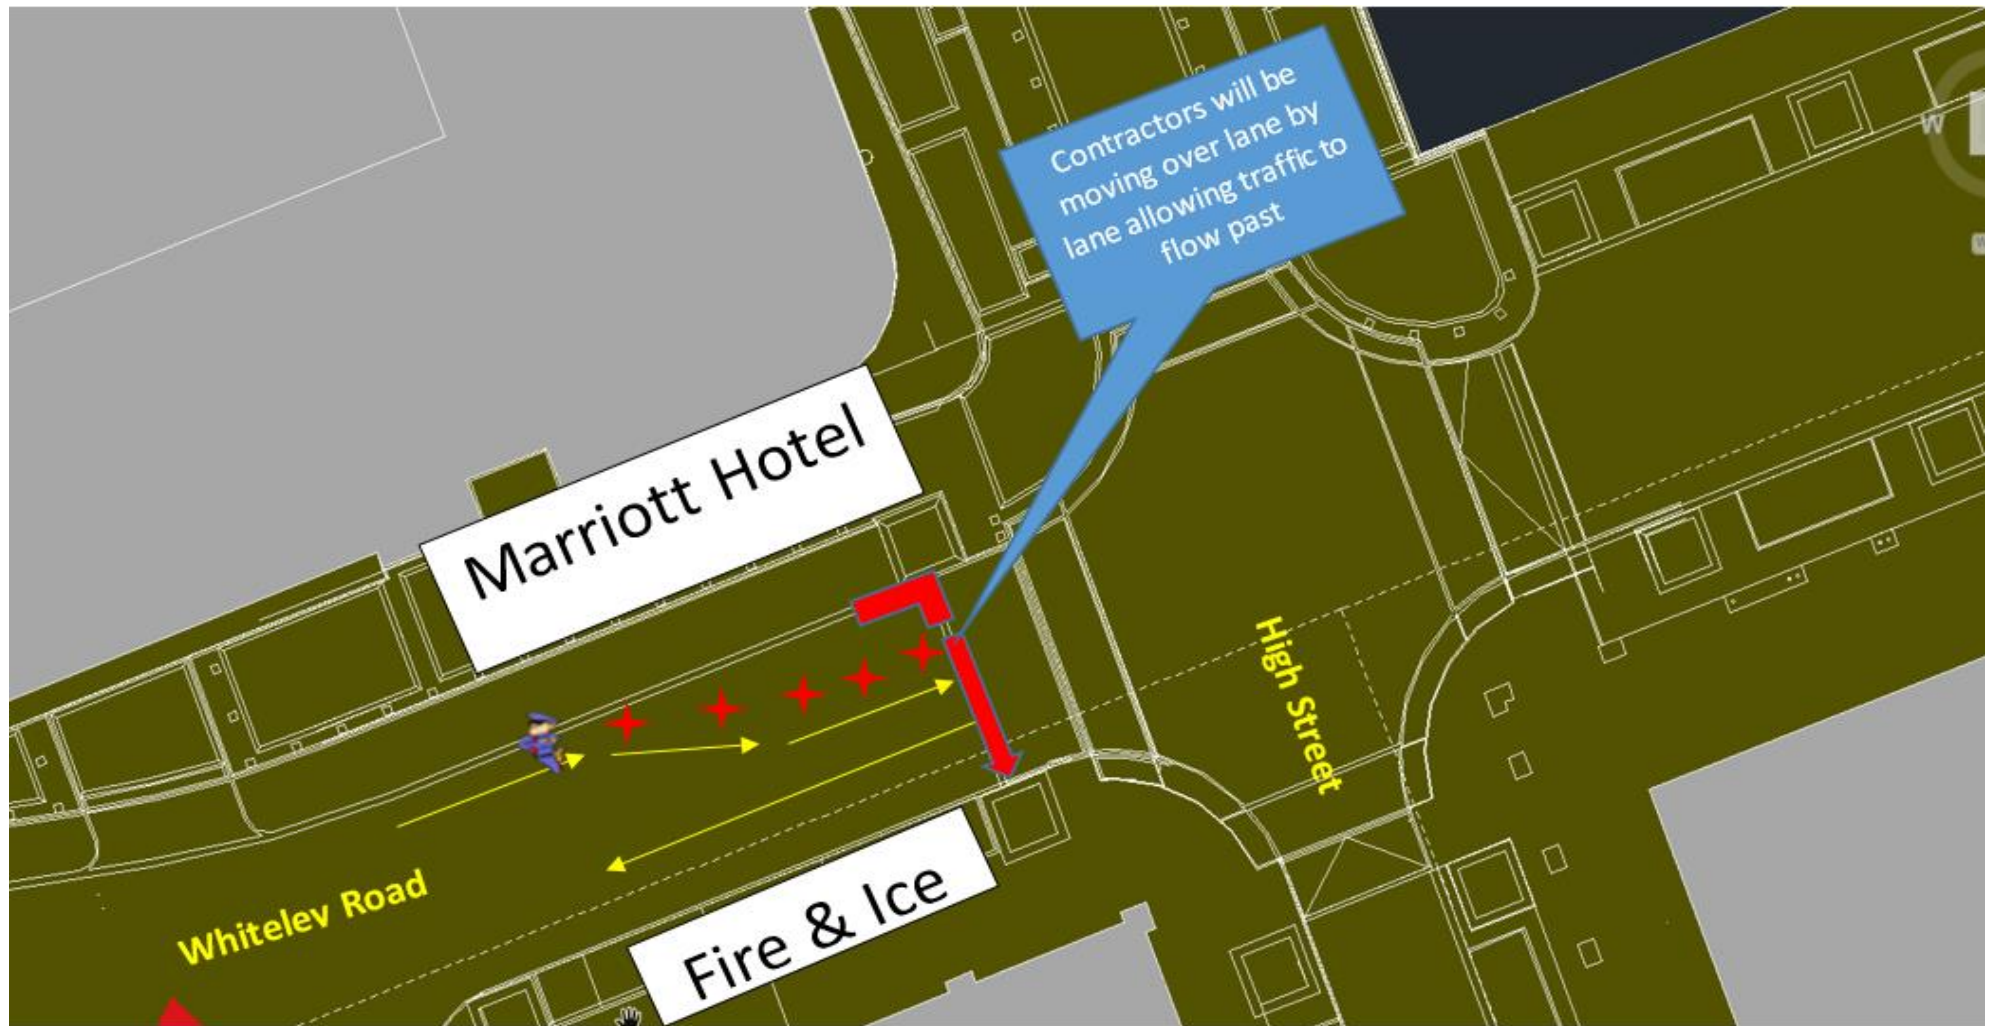 Contractors will be
moving over lane by
lane allowing traffic to
flow past
W
Marriott Hotel
High Street
Whiteley Road
Fire & Ice